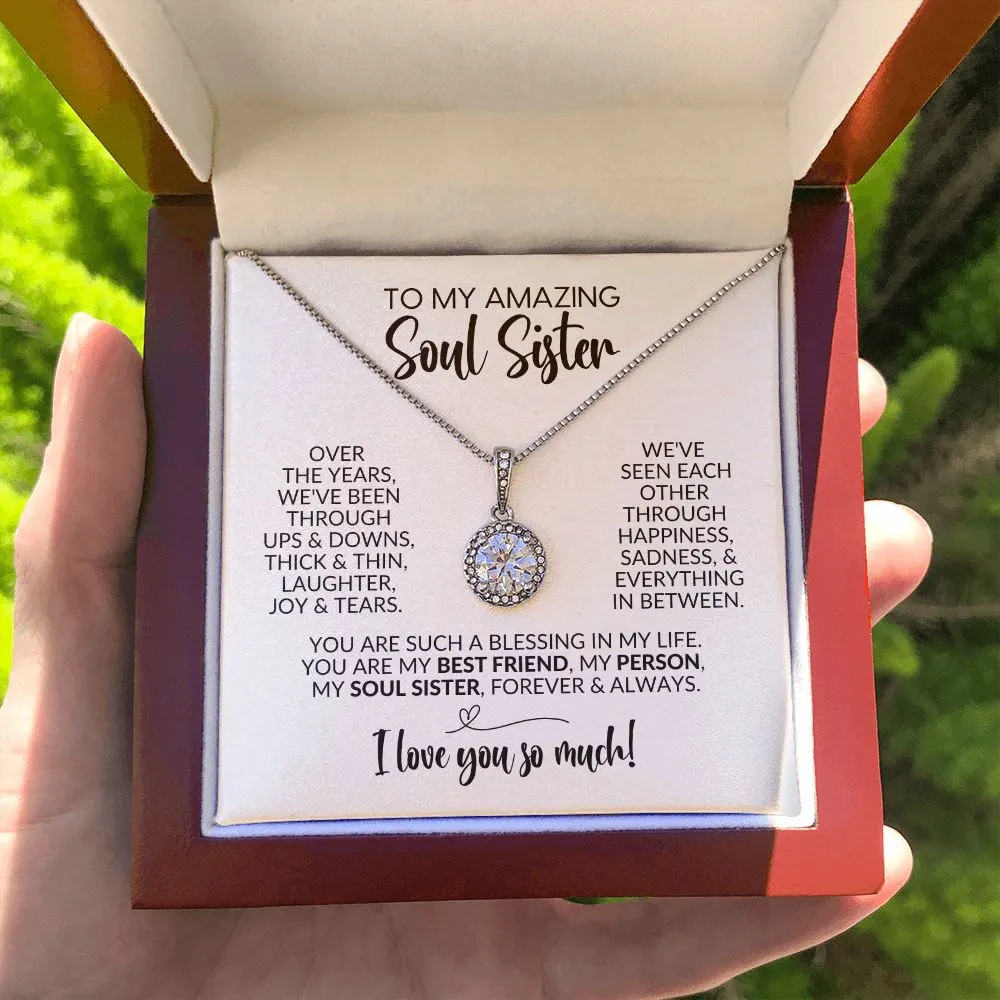 TO MY AMAZING
Soul Sister
OVER
THE YEARS,
WE'VE BEEN
THROUGH
UPS & DOWNS,
THICK & THIN,
LAUGHTER,
JOY & TEARS.
WE'VE
SEEN EACH
OTHER
THROUGH
HAPPINESS,
SADNESS, &
EVERYTHING
IN BETWEEN.
YOU ARE SUCH A BLESSING IN MY LIFE.
YOU ARE MY BEST FRIEND, MY PERSON,
MY SOUL SISTER, FOREVER & ALWAYS.
I love you so much!